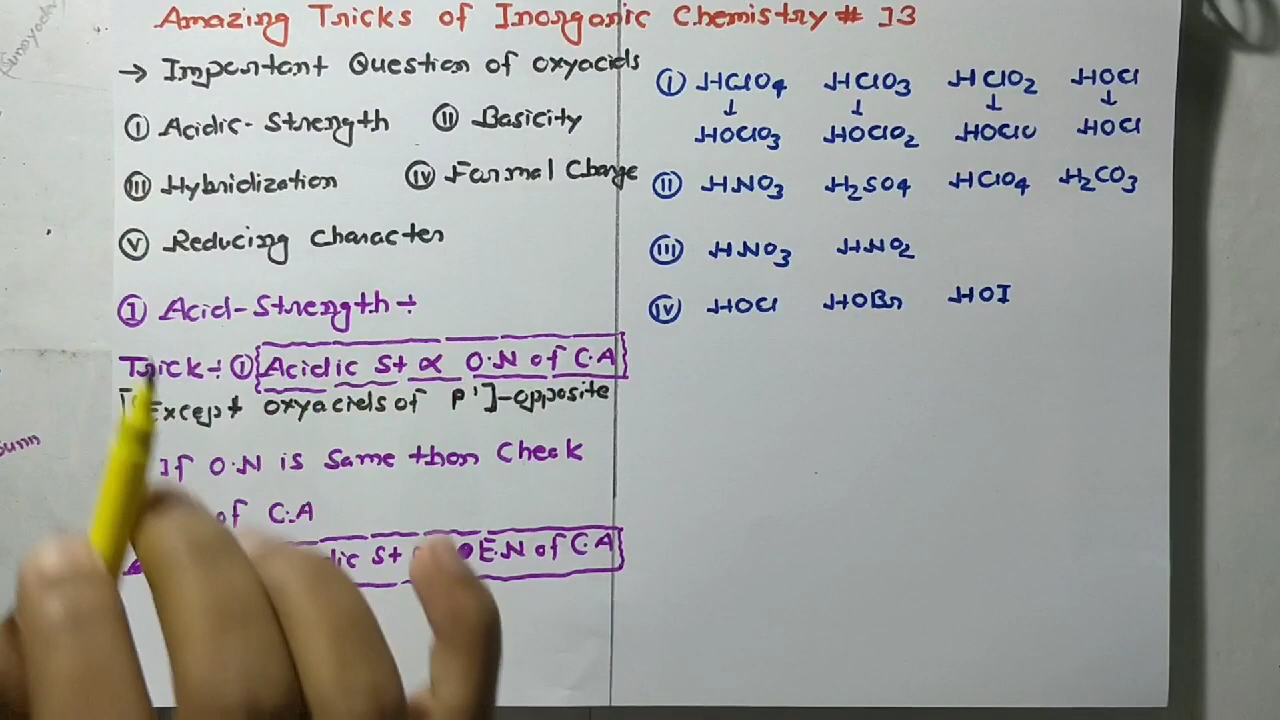 Amazing Tricks of Inorganic Chemistry # 13
→ Important Question of oxyacids
Ⓘ Acidic-Strength Ⓘⓘ Basicity
(III) Hybridization (IV) Formal Charge
(V) Reducing Character
① Acid-Strength÷
Trick÷① [Acidic St ∝ O.N of C.A]
Except oxyacids of 'P']-opposite
If O.N is same then Check
of C.A
dic St E.N of C.A]
(I) HClO4 HClO3 HClO2 HOCl
↓ ↓ ↓ ↓
HOClO3 HOClO2 HOClO HOCl
(II) HNO3 H2SO4 HClO4 H2CO3
(III) HNO3 HNO2
(IV) HOCl HOBr HOI